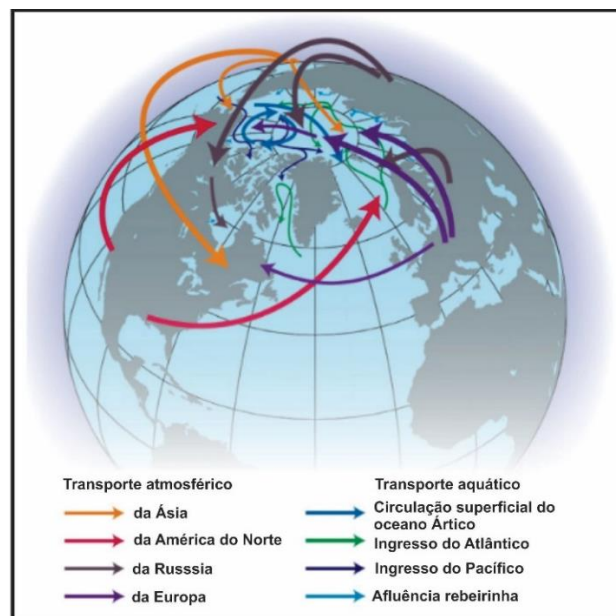 Transporte atmosférico
da Ásia
da América do Norte
da Russsia
da Europa
Transporte aquático
Circulação superficial do
oceano Ártico
Ingresso do Atlântico
Ingresso do Pacífico
Afluência rebeirinha